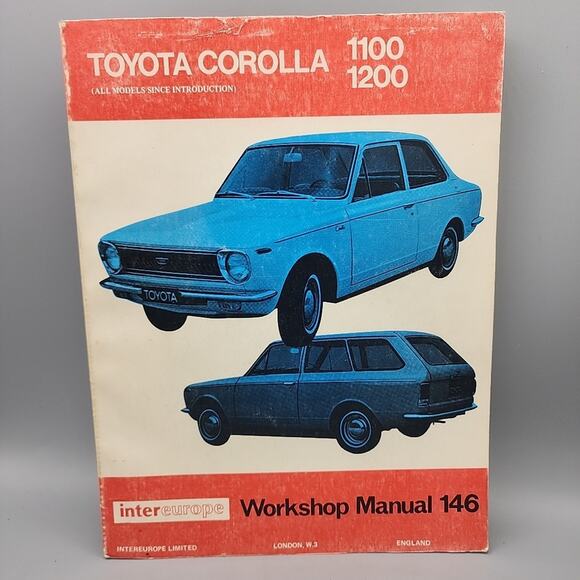 TOYOTA COROLLA 1100
1200
(ALL MODELS SINCE INTRODUCTION)
TOYOTA
intereurope Workshop Manual 146
INTEREUROPE LIMITED LONDON, W.3 ENGLAND